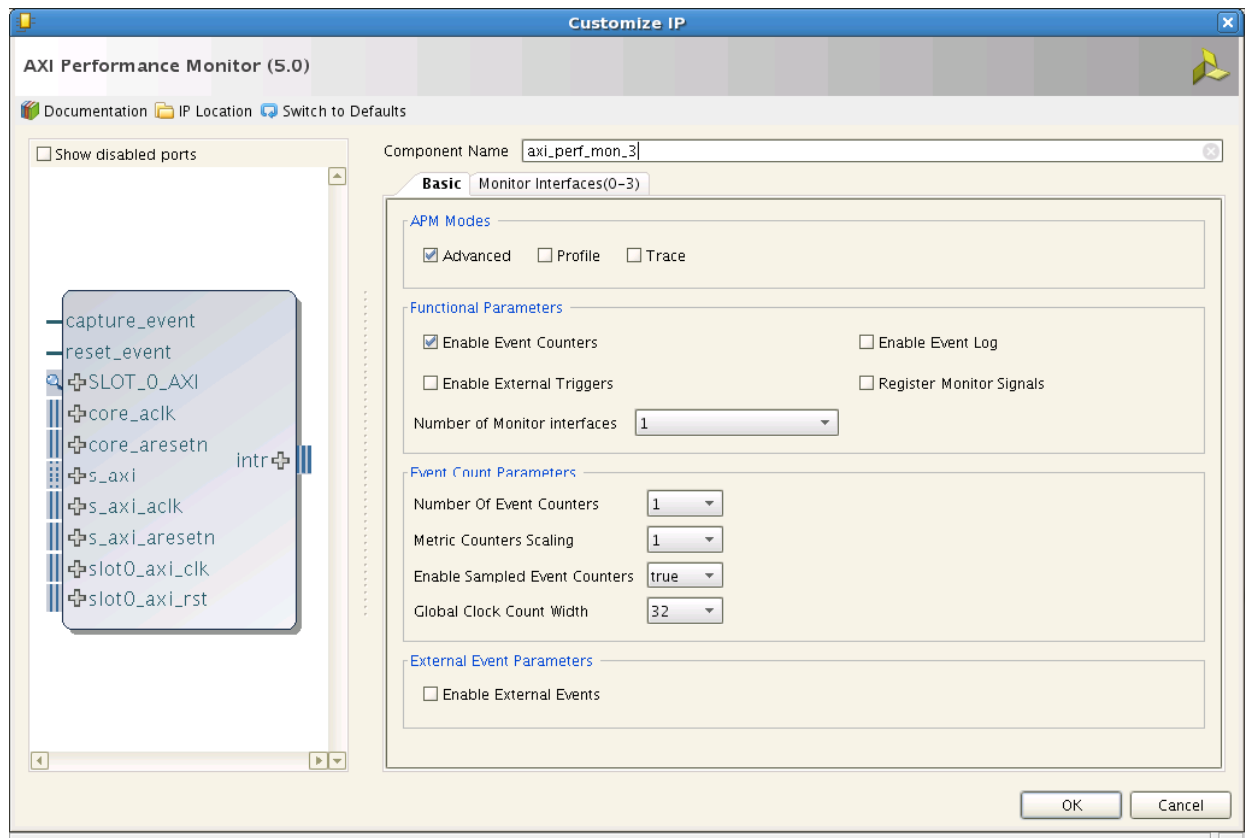 Customize IP
AXI Performance Monitor (5.0)
Documentation IP Location Switch to Defaults
Show disabled ports
capture_event
reset_event
SLOT_0_AXI
core_aclk
core_aresetn
intr
s_axi
s_axi_aclk
s_axi_aresetn
slot0_axi_clk
slot0_axi_rst
Component Name axi_perf_mon_3
Basic Monitor Interfaces(0-3)
APM Modes
Advanced Profile Trace
Functional Parameters
Enable Event Counters Enable Event Log
Enable External Triggers Register Monitor Signals
Number of Monitor interfaces 1
Event Count Parameters
Number Of Event Counters 1
Metric Counters Scaling 1
Enable Sampled Event Counters true
Global Clock Count Width 32
External Event Parameters
Enable External Events
OK Cancel